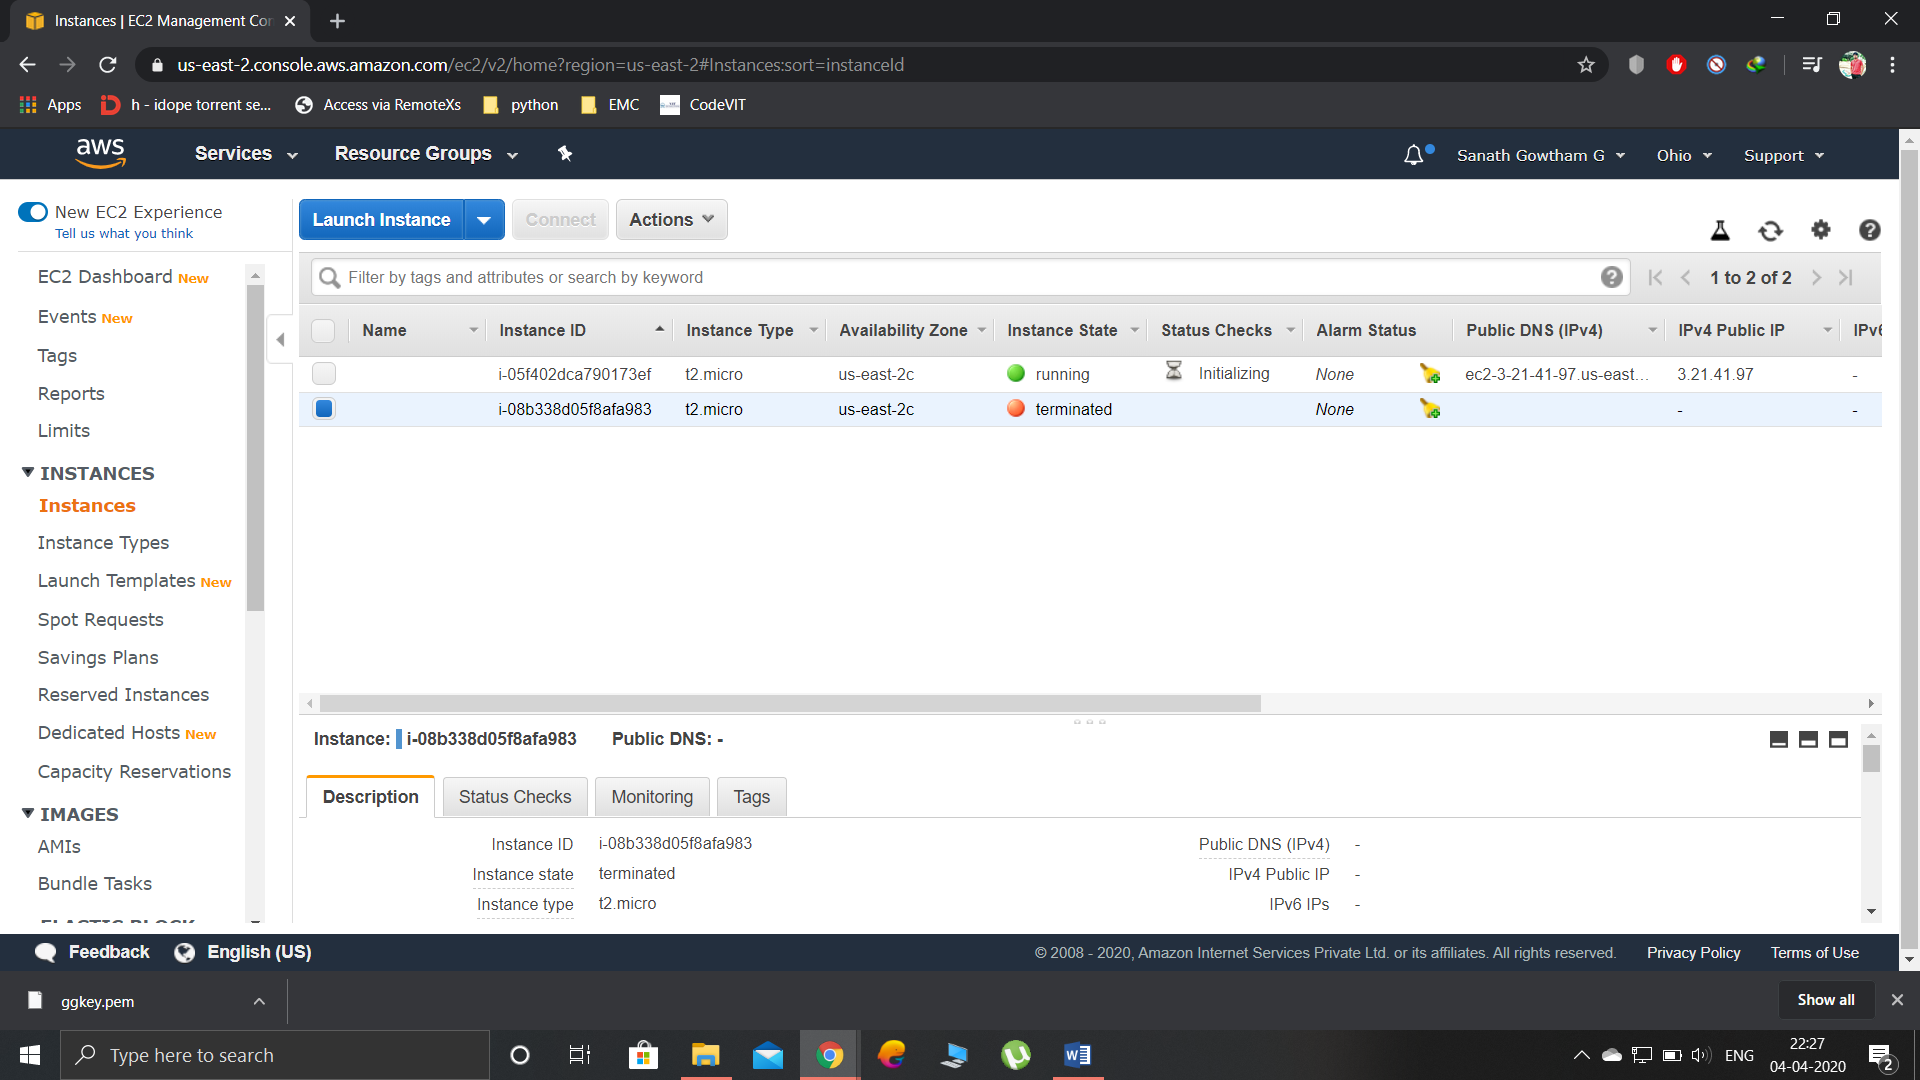 Instances | EC2 Management Con
us-east-2.console.aws.amazon.com/ec2/v2/home?region=us-east-2#Instances:sort=instanceId
Apps h - idope torrent se... Access via RemoteXs python EMC CodeVIT
aws Services Resource Groups Sanath Gowtham G Ohio Support
New EC2 Experience
Tell us what you think
Launch Instance Connect Actions
Filter by tags and attributes or search by keyword 1 to 2 of 2
Name Instance ID Instance Type Availability Zone Instance State Status Checks Alarm Status Public DNS (IPv4) IPv4 Public IP IPv6
i-05f402dca790173ef t2.micro us-east-2c running Initializing None ec2-3-21-41-97.us-east... 3.21.41.97 -
i-08b338d05f8afa983 t2.micro us-east-2c terminated None - -
EC2 Dashboard New
Events New
Tags
Reports
Limits
INSTANCES
Instances
Instance Types
Launch Templates New
Spot Requests
Savings Plans
Reserved Instances
Dedicated Hosts New
Capacity Reservations
IMAGES
AMIs
Bundle Tasks
ELASTIC BLOCK
Instance: i-08b338d05f8afa983 Public DNS: -
Description Status Checks Monitoring Tags
Instance ID i-08b338d05f8afa983 Public DNS (IPv4) -
Instance state terminated IPv4 Public IP -
Instance type t2.micro IPv6 IPs -
Feedback English (US) © 2008 - 2020, Amazon Internet Services Private Ltd. or its affiliates. All rights reserved. Privacy Policy Terms of Use
ggkey.pem Show all
Type here to search ENG 22:27
04-04-2020 2